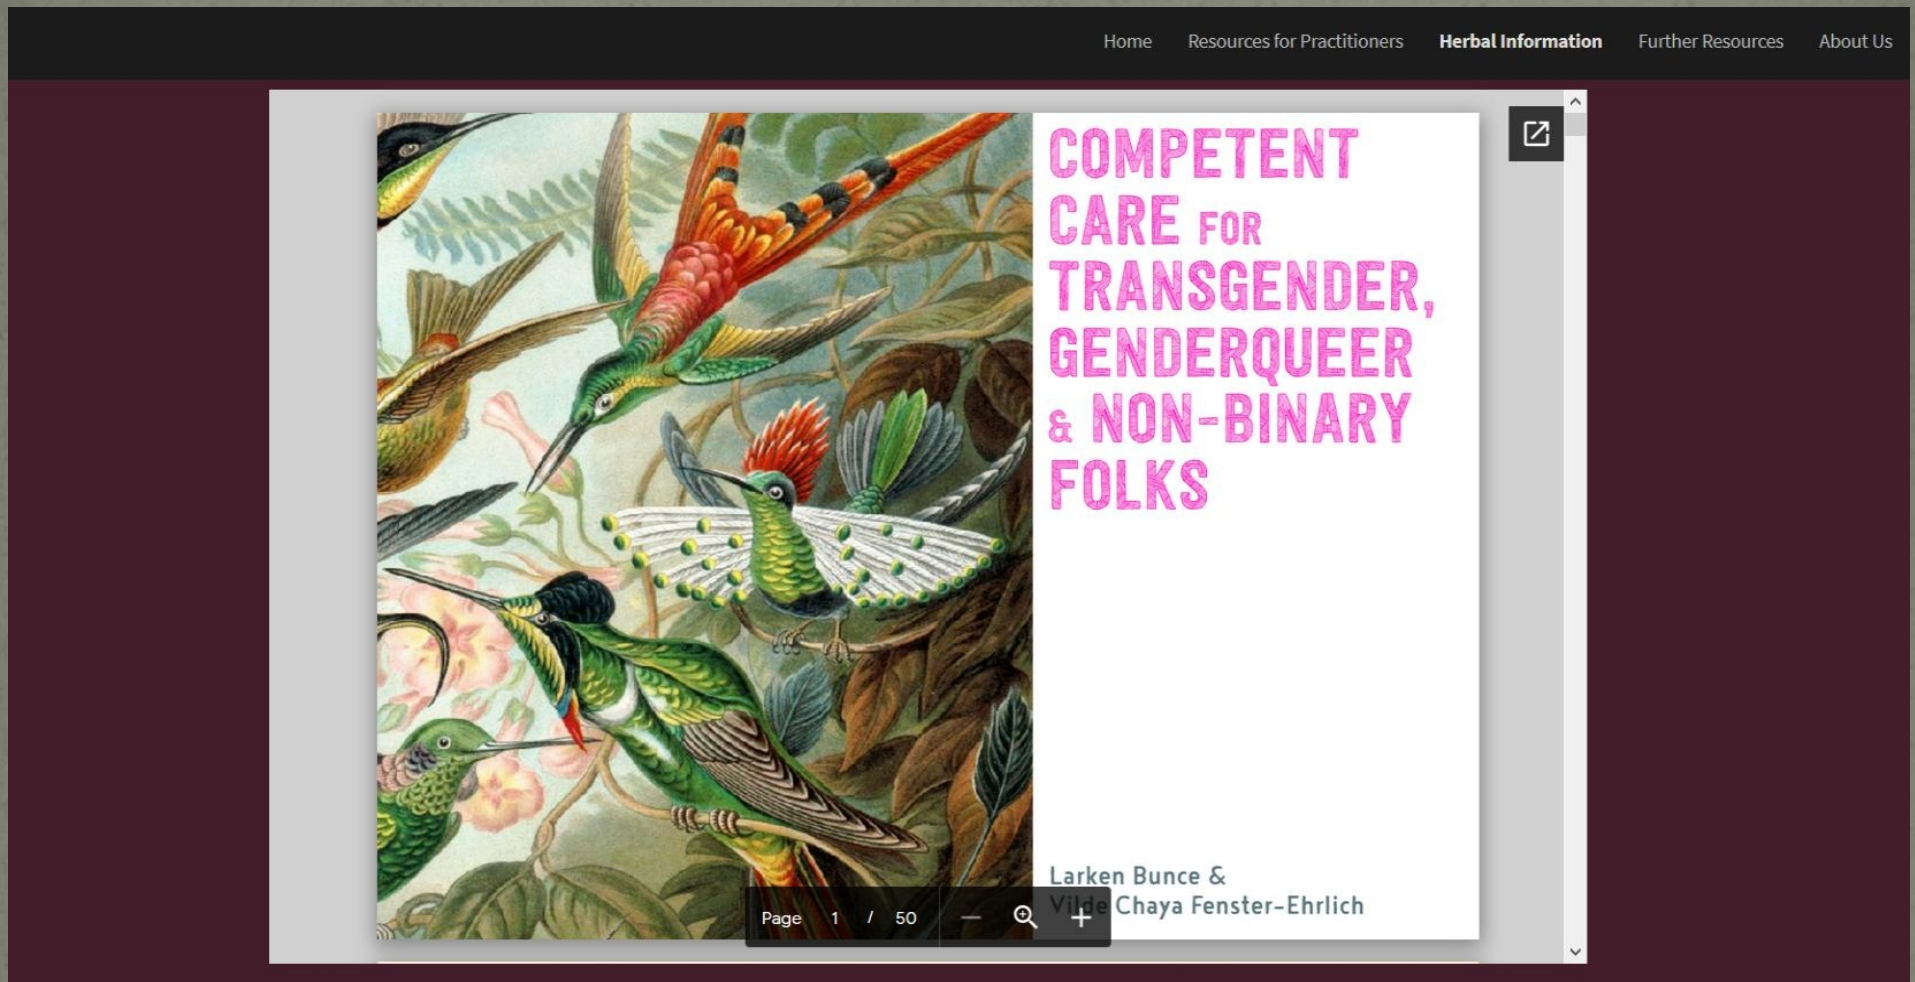 Home Resources for Practitioners Herbal Information Further Resources About Us
COMPETENT
CARE FOR
TRANSGENDER,
GENDERQUEER
& NON-BINARY
FOLKS
Larken Bunce &
Vilde Chaya Fenster-Ehrlich
Page 1 / 50